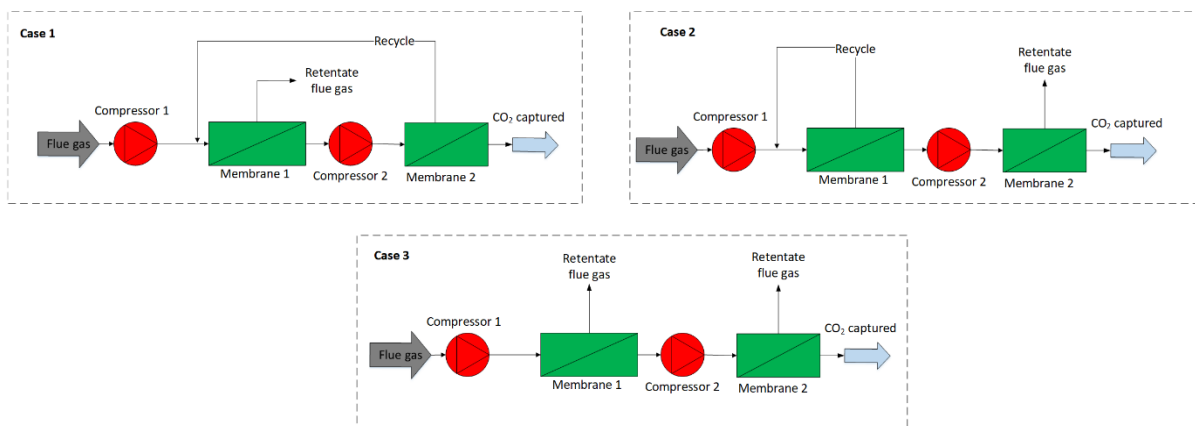 Case 1
Recycle
Retentate
flue gas
Compressor 1
CO₂ captured
Flue gas
Membrane 1
Compressor 2
Membrane 2
Case 2
Recycle
Retentate
flue gas
Compressor 1
CO₂ captured
Flue gas
Membrane 1
Compressor 2
Membrane 2
Case 3
Retentate
flue gas
Retentate
flue gas
Compressor 1
CO₂ captured
Flue gas
Membrane 1
Compressor 2
Membrane 2